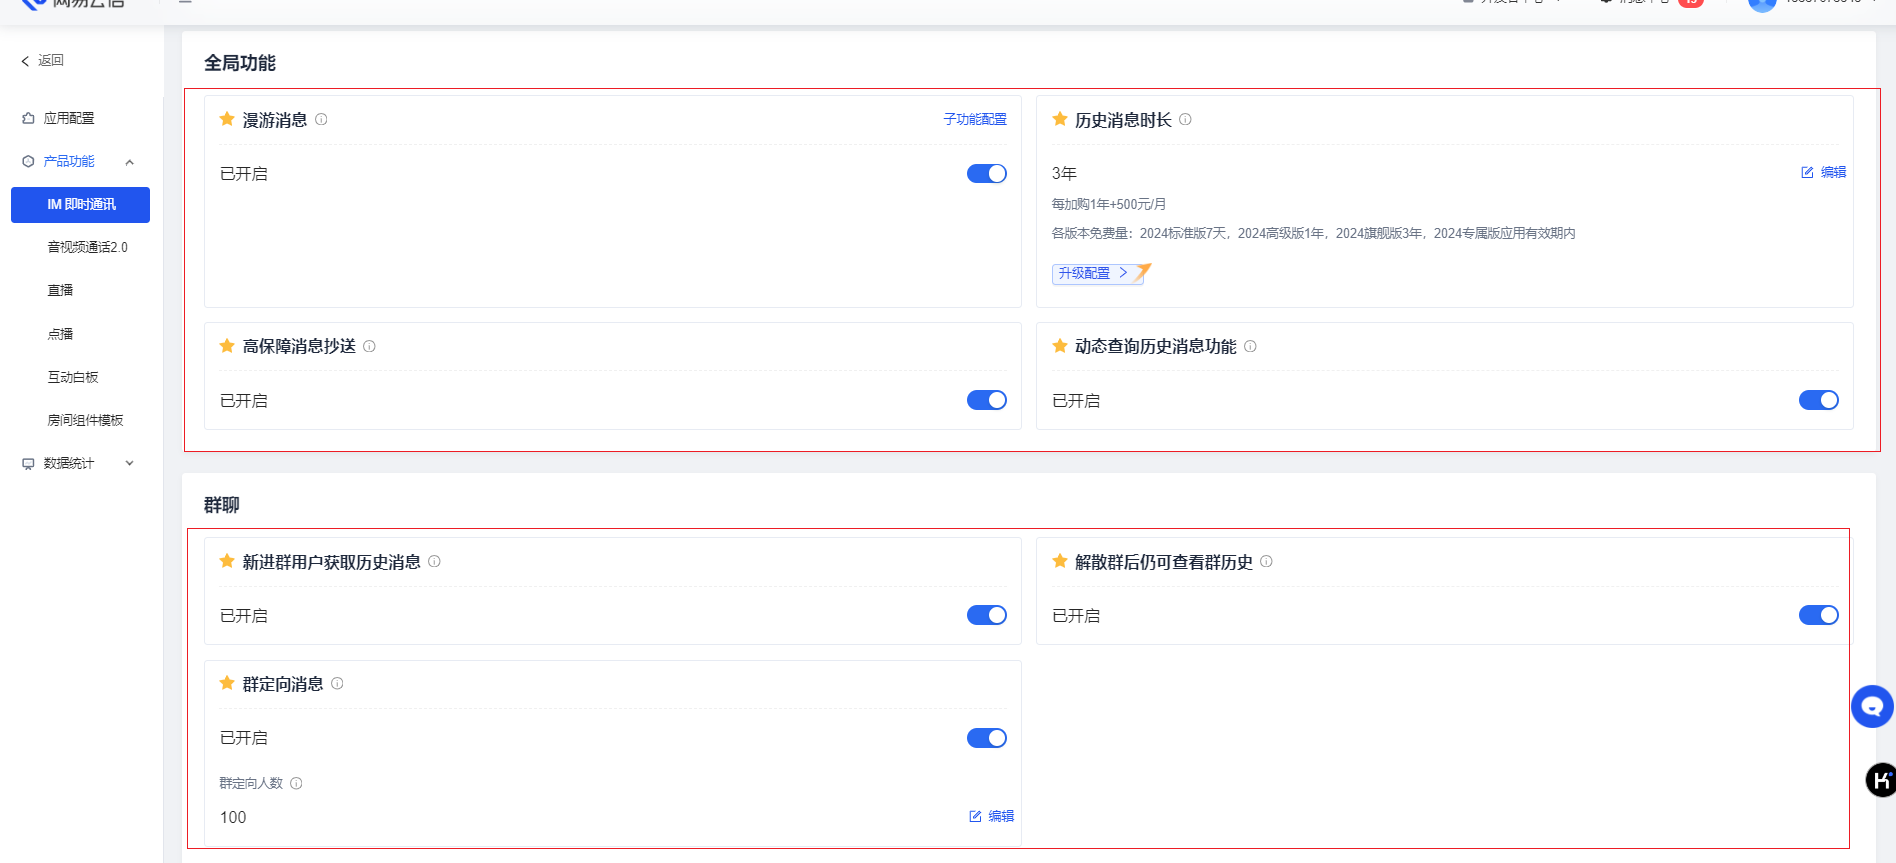 网易云信
返回
应用配置
产品功能
IM 即时通讯
音视频通话2.0
直播
点播
互动白板
房间组件模板
数据统计
全局功能
漫游消息
子功能配置
已开启
历史消息时长
3年
编辑
每加购1年+500元/月
各版本免费量：2024标准版7天，2024高级版1年，2024旗舰版3年，2024专属版应用有效期内
升级配置
高保障消息抄送
已开启
动态查询历史消息功能
已开启
群聊
新进群用户获取历史消息
已开启
解散群后仍可查看群历史
已开启
群定向消息
已开启
群定向人数
100
编辑